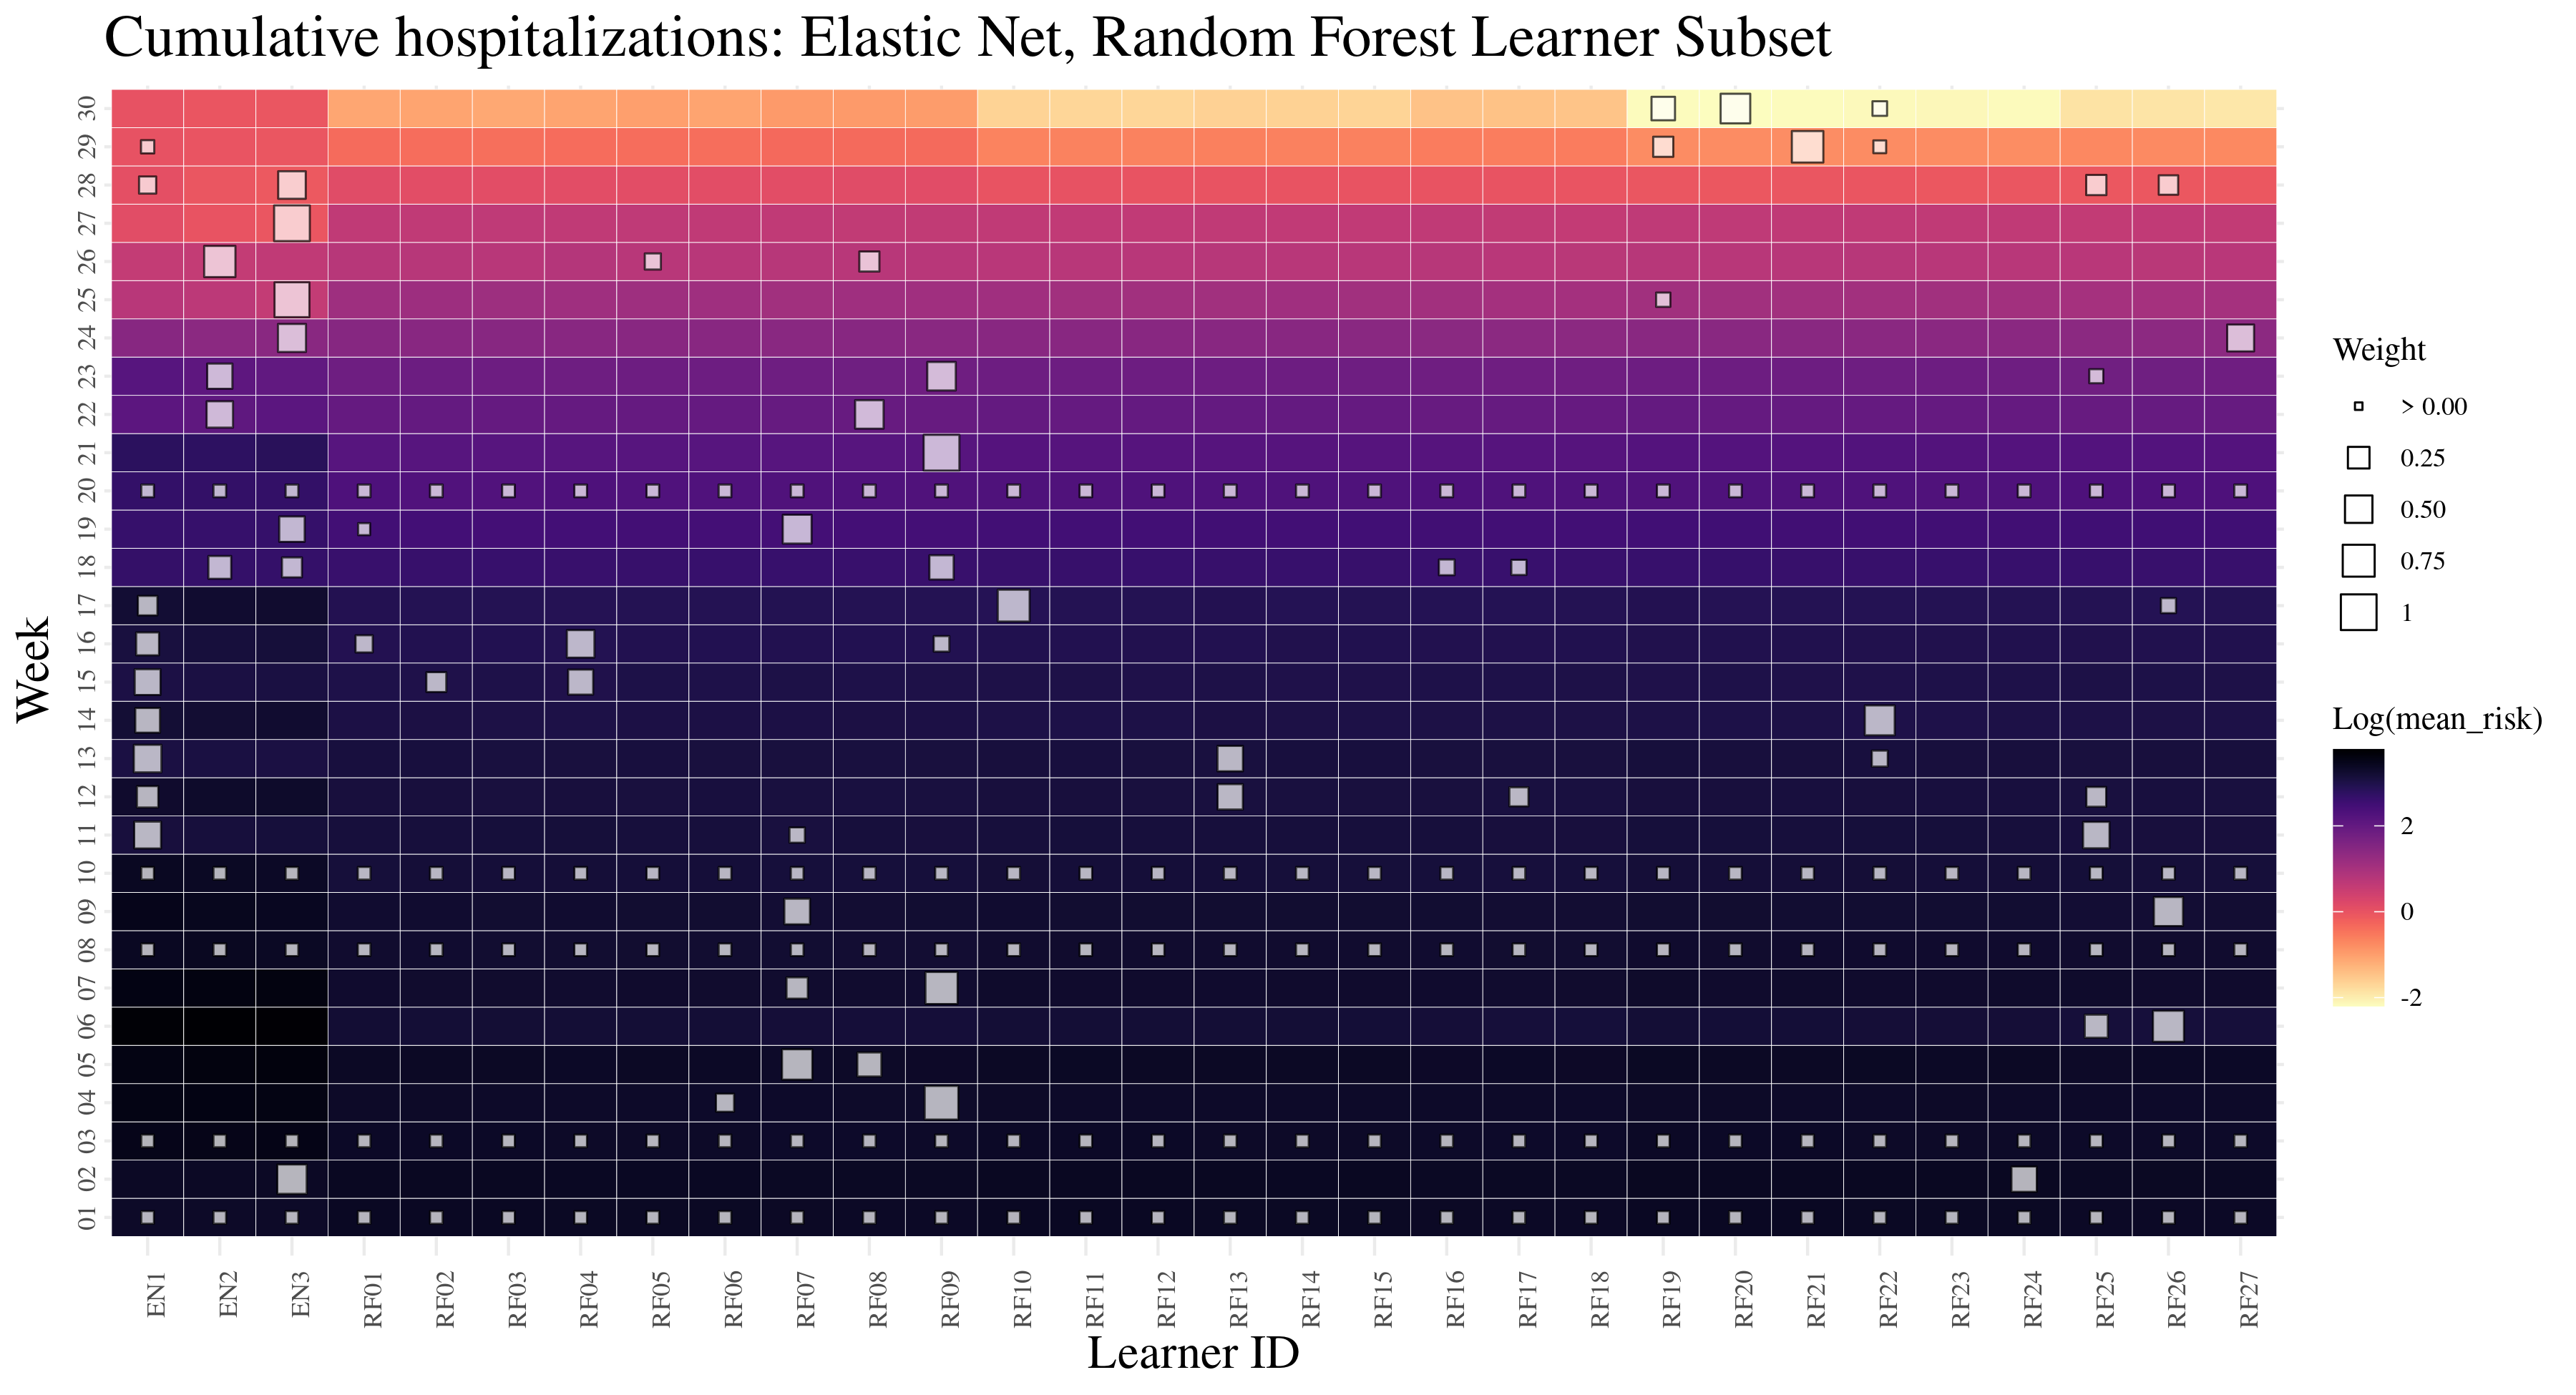 Cumulative hospitalizations: Elastic Net, Random Forest Learner Subset
Week
30
29
28
27
26
25
24
23
22
21
20
19
18
17
16
15
14
13
12
11
10
09
08
07
06
05
04
03
02
01
EN1
EN2
EN3
RF01
RF02
RF03
RF04
RF05
RF06
RF07
RF08
RF09
RF10
RF11
RF12
RF13
RF14
RF15
RF16
RF17
RF18
RF19
RF20
RF21
RF22
RF23
RF24
RF25
RF26
RF27
Learner ID
Weight
> 0.00
0.25
0.50
0.75
1
Log(mean_risk)
2
0
-2